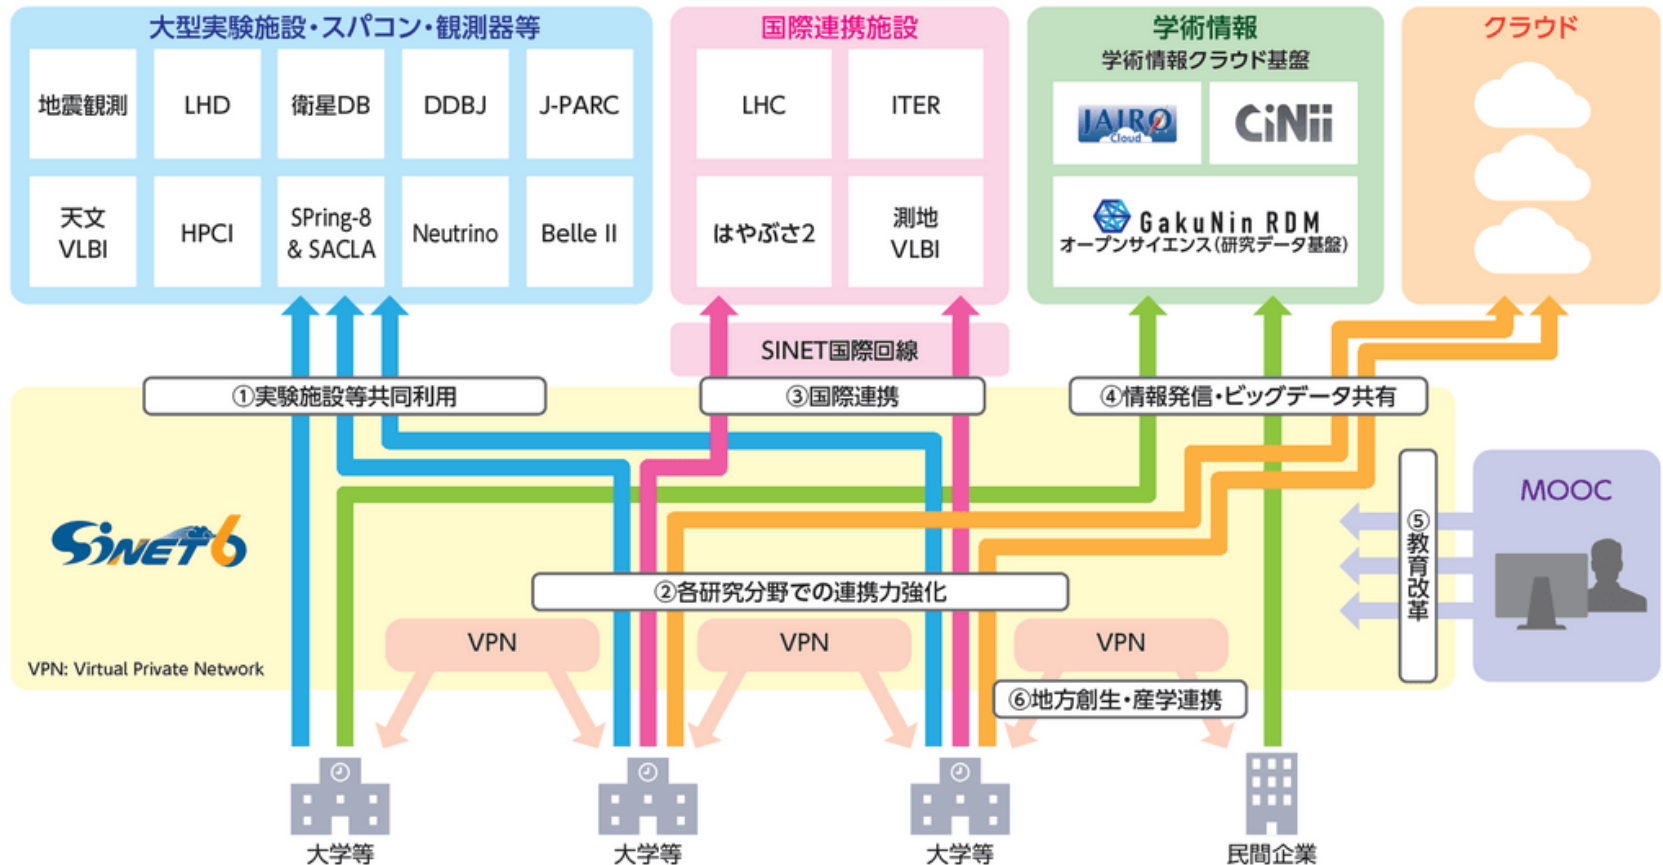 大型実験施設・スパコン・観測器等
地震観測
LHD
衛星DB
DDBJ
J-PARC
天文
VLBI
HPCI
SPring-8
& SACLA
Neutrino
Belle II
国際連携施設
LHC
ITER
はやぶさ2
測地
VLBI
学術情報
学術情報クラウド基盤
JAIRO
Cloud
CiNii
GakuNin RDM
オープンサイエンス(研究データ基盤)
クラウド
SINET国際回線
①実験施設等共同利用
③国際連携
④情報発信・ビッグデータ共有
SINET6
MOOC
⑤教育改革
②各研究分野での連携力強化
VPN
VPN
VPN
VPN: Virtual Private Network
⑥地方創生・産学連携
大学等
大学等
大学等
民間企業